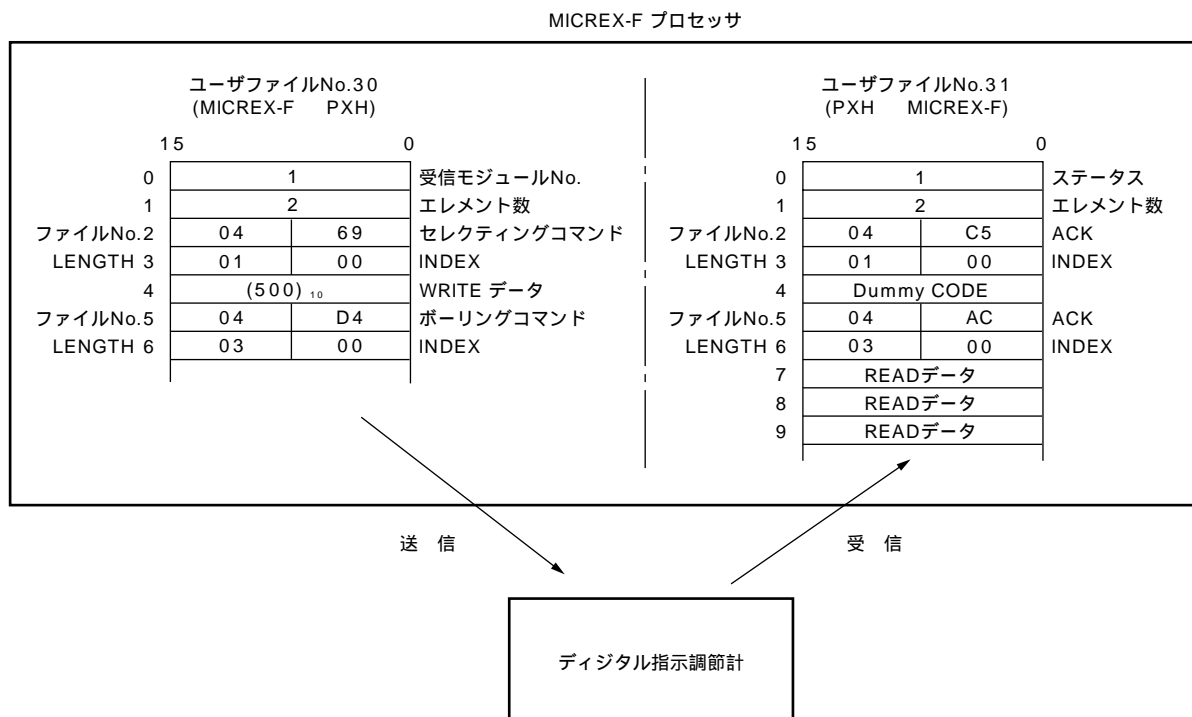 MICREX-F プロセッサ
ユーザファイルNo.30
(MICREX-F PXH)
15 0
0 1 受信モジュールNo.
1 2 エレメント数
ファイルNo.2 04 69 セレクティングコマンド
LENGTH 3 01 00 INDEX
4 (500)₁₀ WRITE データ
ファイルNo.5 04 D4 ボーリングコマンド
LENGTH 6 03 00 INDEX
ユーザファイルNo.31
(PXH MICREX-F)
15 0
0 1 ステータス
1 2 エレメント数
ファイルNo.2 04 C5 ACK
LENGTH 3 01 00 INDEX
4 Dummy CODE
ファイルNo.5 04 AC ACK
LENGTH 6 03 00 INDEX
7 READデータ
8 READデータ
9 READデータ
送 信
受 信
ディジタル指示調節計